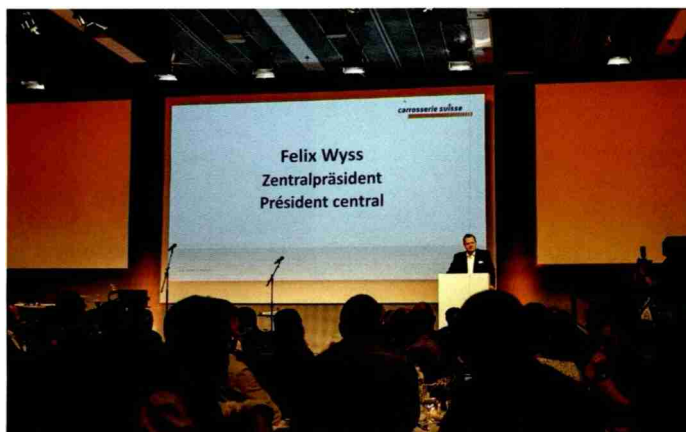 carrosserie suisse
Felix Wyss
Zentralpräsident
Président central